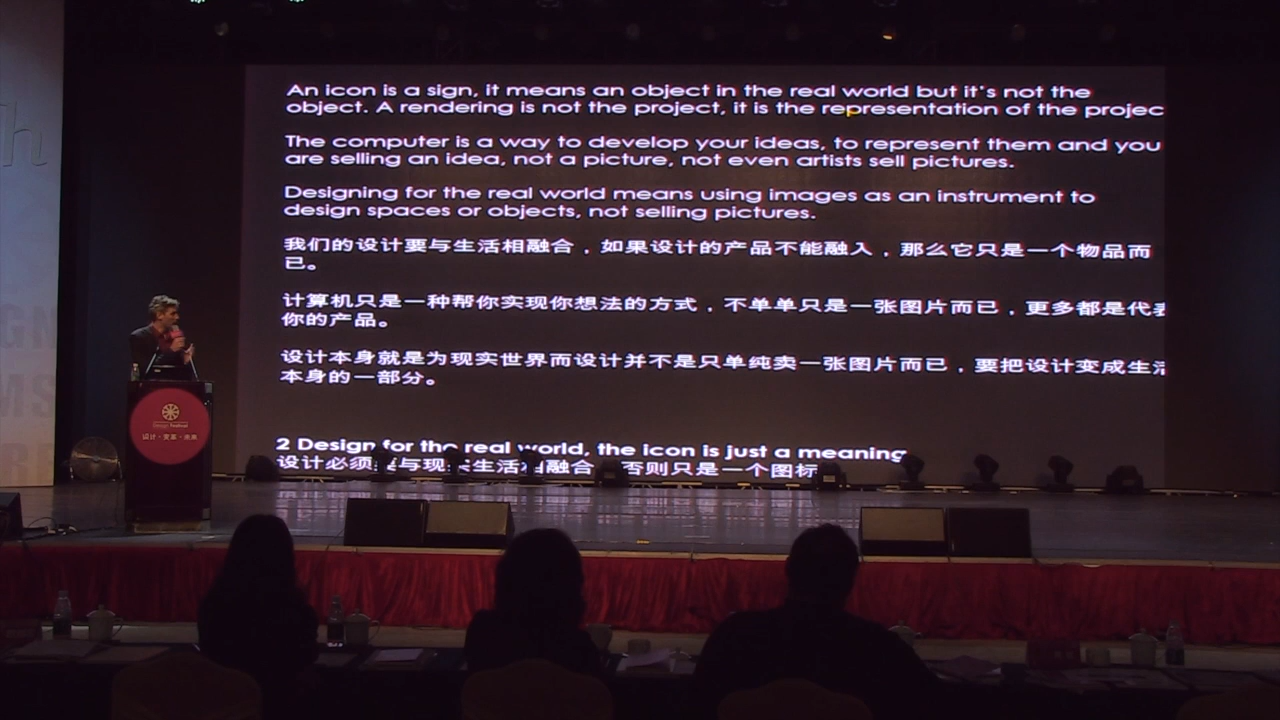 An icon is a sign, it means an object in the real world but it's not the
object. A rendering is not the project, it is the representation of the projec
The computer is a way to develop your ideas, to represent them and you
are selling an idea, not a picture, not even artists sell pictures.
Designing for the real world means using images as an instrument to
design spaces or objects, not selling pictures.
我们的设计要与生活相融合，如果设计的产品不能融入，那么它只是一个物品而
已。
计算机只是一种帮你实现你想法的方式，不单单只是一张图片而已，更多都是代表
你的产品。
设计本身就是为现实世界而设计并不是只单纯卖一张图片而已，要把设计变成生活
本身的一部分。
2 Design for the real world, the icon is just a meaning
设计必须要与现实生活相融合，否则只是一个图标
Design Festival
设计·变革·未来